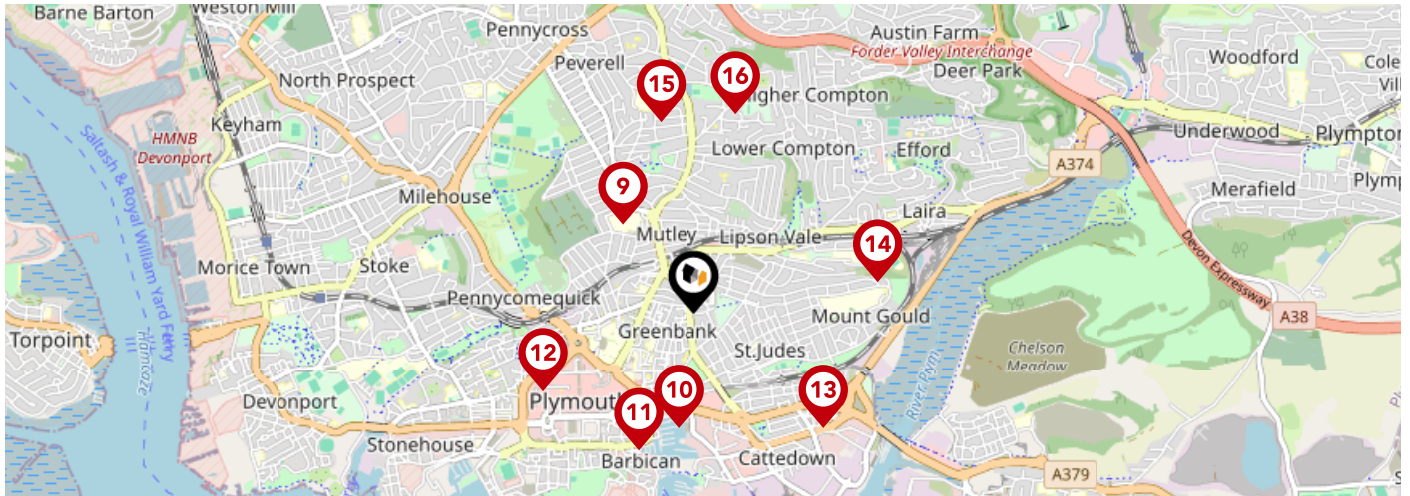 Barne Barton
Weston Mill
Pennycross
Austin Farm
Forder Valley Interchange
Deer Park
Woodford
Peverell
North Prospect
15
16
Higher Compton
HMNB
Devonport
Keyham
Saltash & Royal William Yard Ferry
Hamoaze
Underwood
Plympton
Lower Compton
Efford
A374
9
Milehouse
Merafield
Laira
Mutley
Lipson Vale
14
Devon Expressway
Morice Town
Stoke
Pennycomequick
Mount Gould
A38
Torpoint
Greenbank
St.Judes
Chelson
Meadow
12
River Plym
10
13
11
Plymouth
Devonport
Stonehouse
Barbican
Cattedown
A379